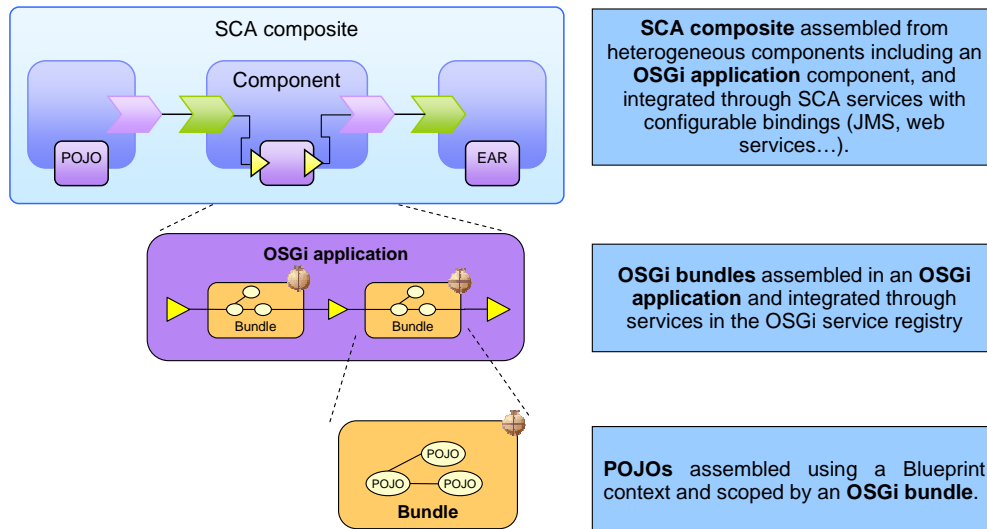 SCA composite
Component
POJO
EAR
SCA composite assembled from
heterogeneous components including an
OSGi application component, and
integrated through SCA services with
configurable bindings (JMS, web
services…).
OSGi application
Bundle
Bundle
OSGi bundles assembled in an OSGi
application and integrated through
services in the OSGi service registry
POJO
POJO
POJO
Bundle
POJOs assembled using a Blueprint
context and scoped by an OSGi bundle.